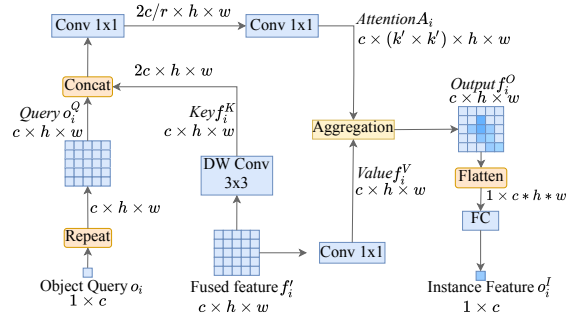 Conv 1x1
2c/r × h × w
Conv 1x1
Attention A_i
c × (k′ × k′) × h × w
Concat
2c × h × w
Query o_i^Q
c × h × w
Key f_i^K
c × h × w
Aggregation
Output f_i^O
c × h × w
DW Conv
3x3
Value f_i^V
c × h × w
Flatten
1 × c * h * w
c × h × w
FC
Repeat
Conv 1x1
Object Query o_i
1 × c
Fused feature f_i′
c × h × w
Instance Feature o_i^I
1 × c